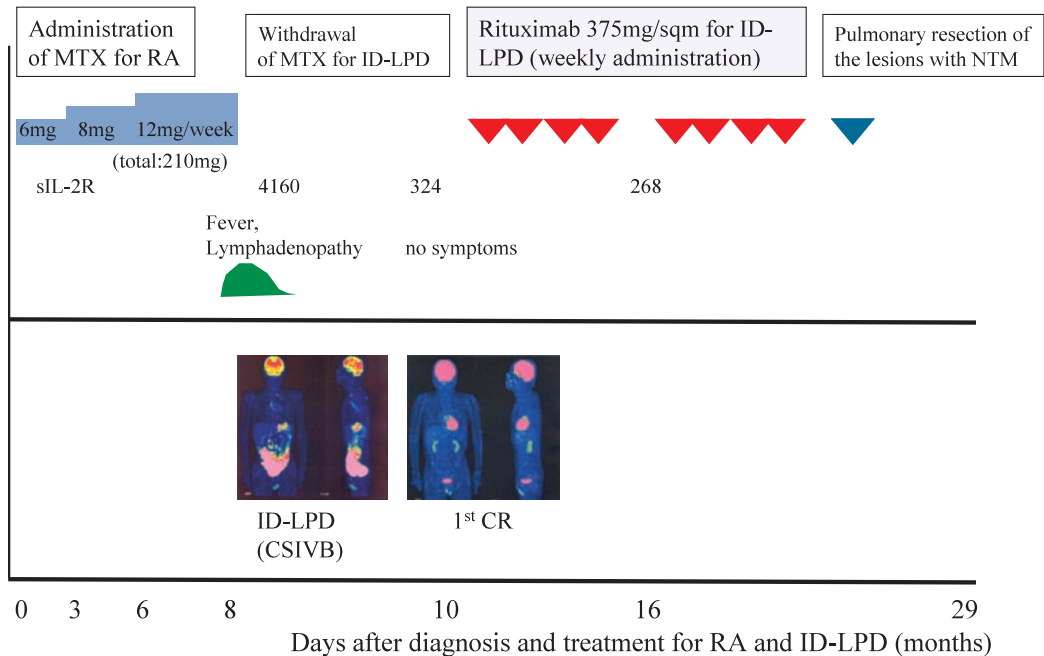 Administration
of MTX for RA
Withdrawal
of MTX for ID-LPD
Rituximab 375mg/sqm for ID-
LPD (weekly administration)
Pulmonary resection of
the lesions with NTM
6mg 8mg 12mg/week
(total:210mg)
sIL-2R 4160 324 268
Fever,
Lymphadenopathy no symptoms
ID-LPD
(CSIVB)
1st CR
0 3 6 8 10 16 29
Days after diagnosis and treatment for RA and ID-LPD (months)